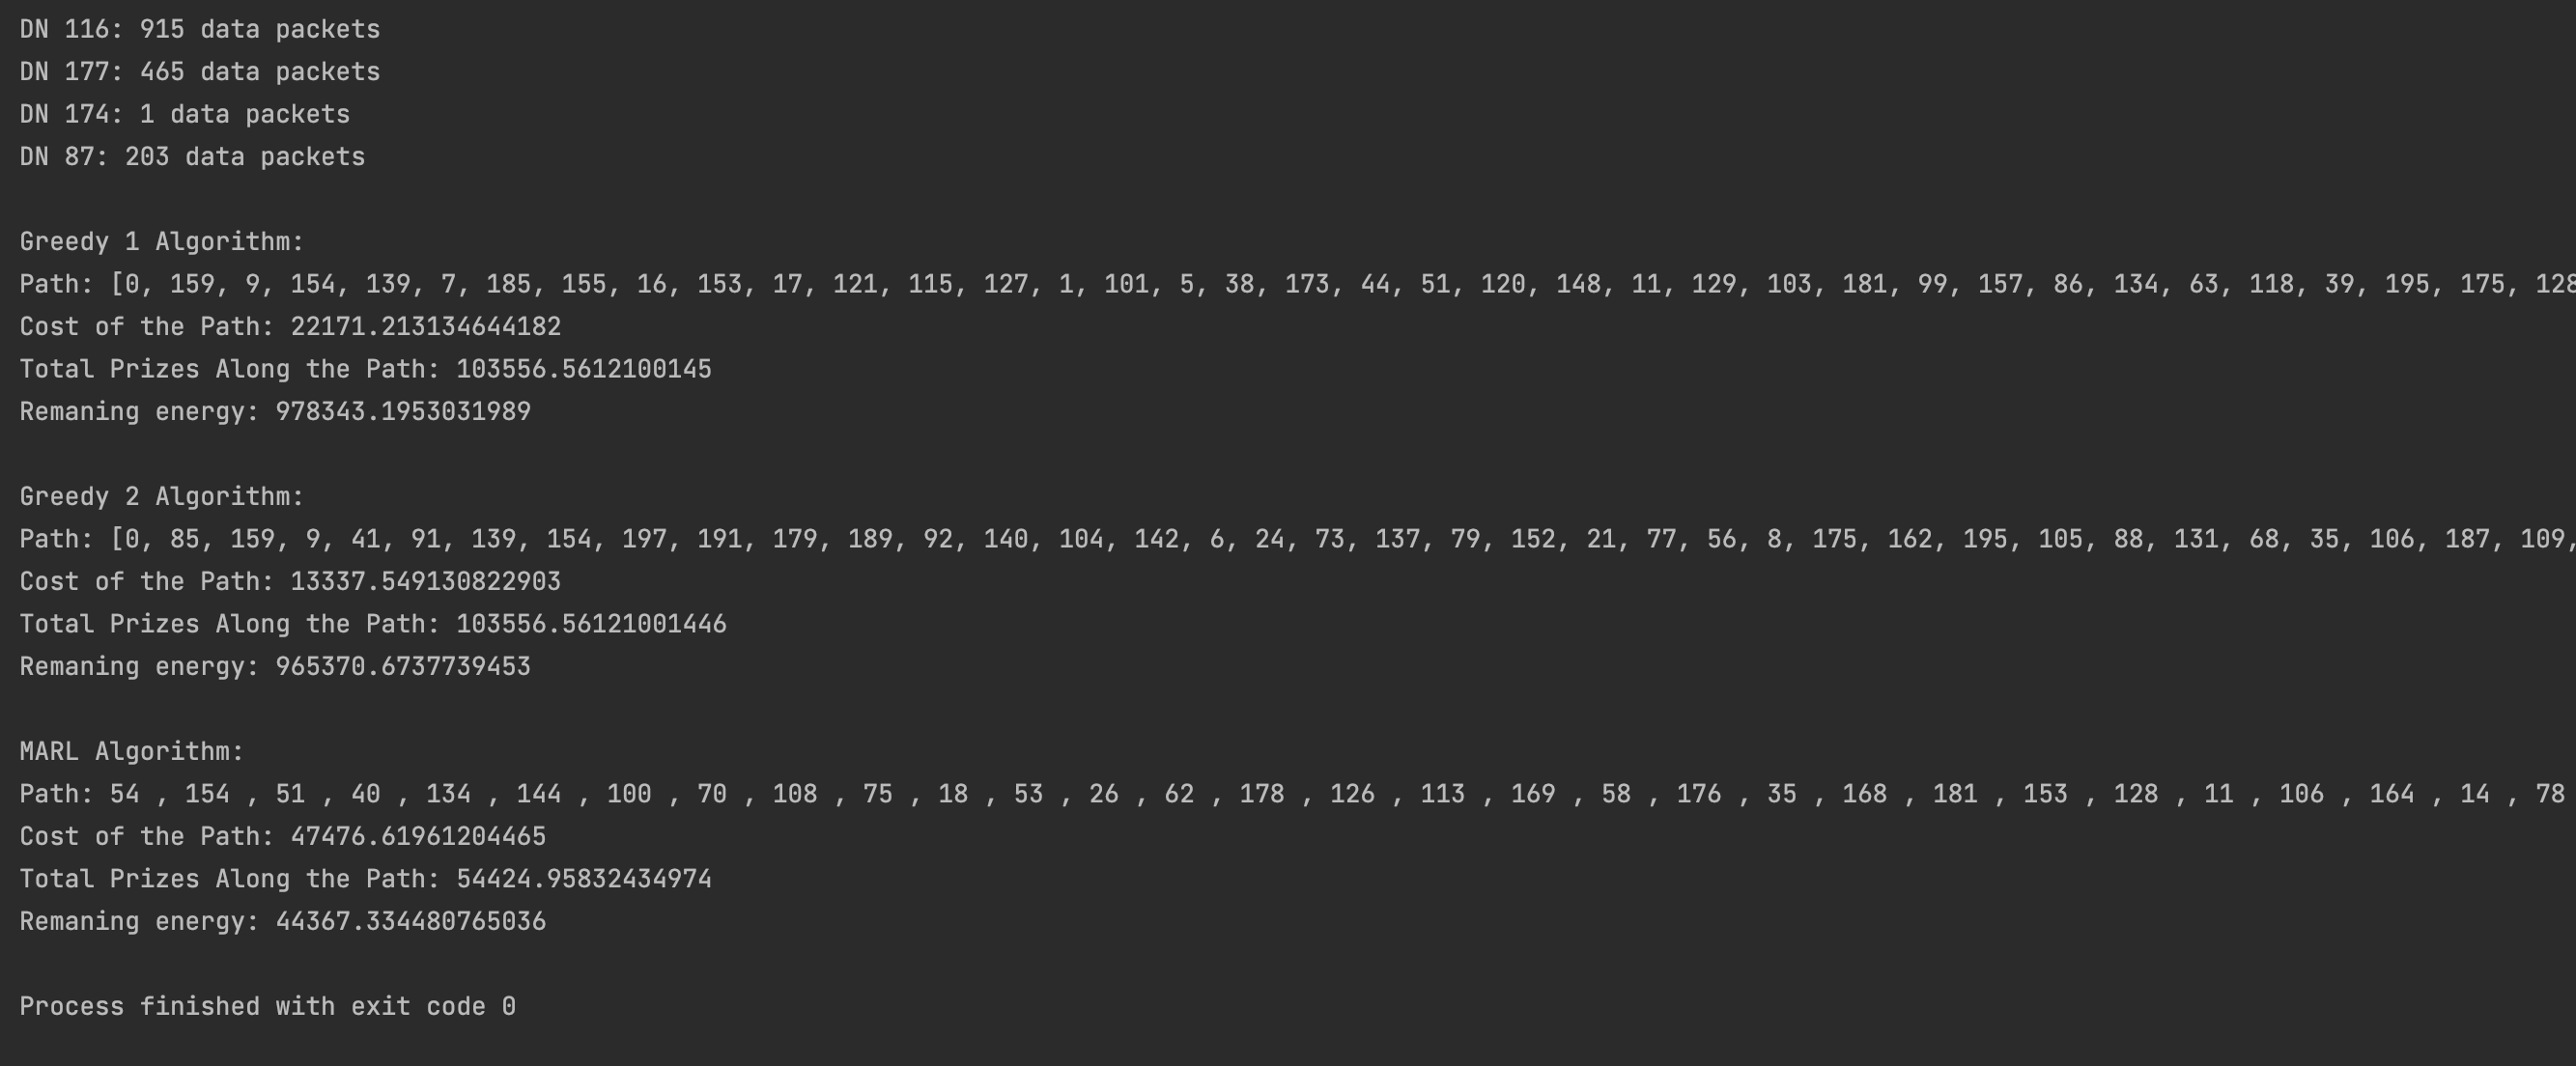 DN 116: 915 data packets
DN 177: 465 data packets
DN 174: 1 data packets
DN 87: 203 data packets
Greedy 1 Algorithm:
Path: [0, 159, 9, 154, 139, 7, 185, 155, 16, 153, 17, 121, 115, 127, 1, 101, 5, 38, 173, 44, 51, 120, 148, 11, 129, 103, 181, 99, 157, 86, 134, 63, 118, 39, 195, 175, 128
Cost of the Path: 22171.213134644182
Total Prizes Along the Path: 103556.5612100145
Remaning energy: 978343.1953031989
Greedy 2 Algorithm:
Path: [0, 85, 159, 9, 41, 91, 139, 154, 197, 191, 179, 189, 92, 140, 104, 142, 6, 24, 73, 137, 79, 152, 21, 77, 56, 8, 175, 162, 195, 105, 88, 131, 68, 35, 106, 187, 109,
Cost of the Path: 13337.549130822903
Total Prizes Along the Path: 103556.56121001446
Remaning energy: 965370.6737739453
MARL Algorithm:
Path: 54 , 154 , 51 , 40 , 134 , 144 , 100 , 70 , 108 , 75 , 18 , 53 , 26 , 62 , 178 , 126 , 113 , 169 , 58 , 176 , 35 , 168 , 181 , 153 , 128 , 11 , 106 , 164 , 14 , 78
Cost of the Path: 47476.61961204465
Total Prizes Along the Path: 54424.95832434974
Remaning energy: 44367.334480765036
Process finished with exit code 0